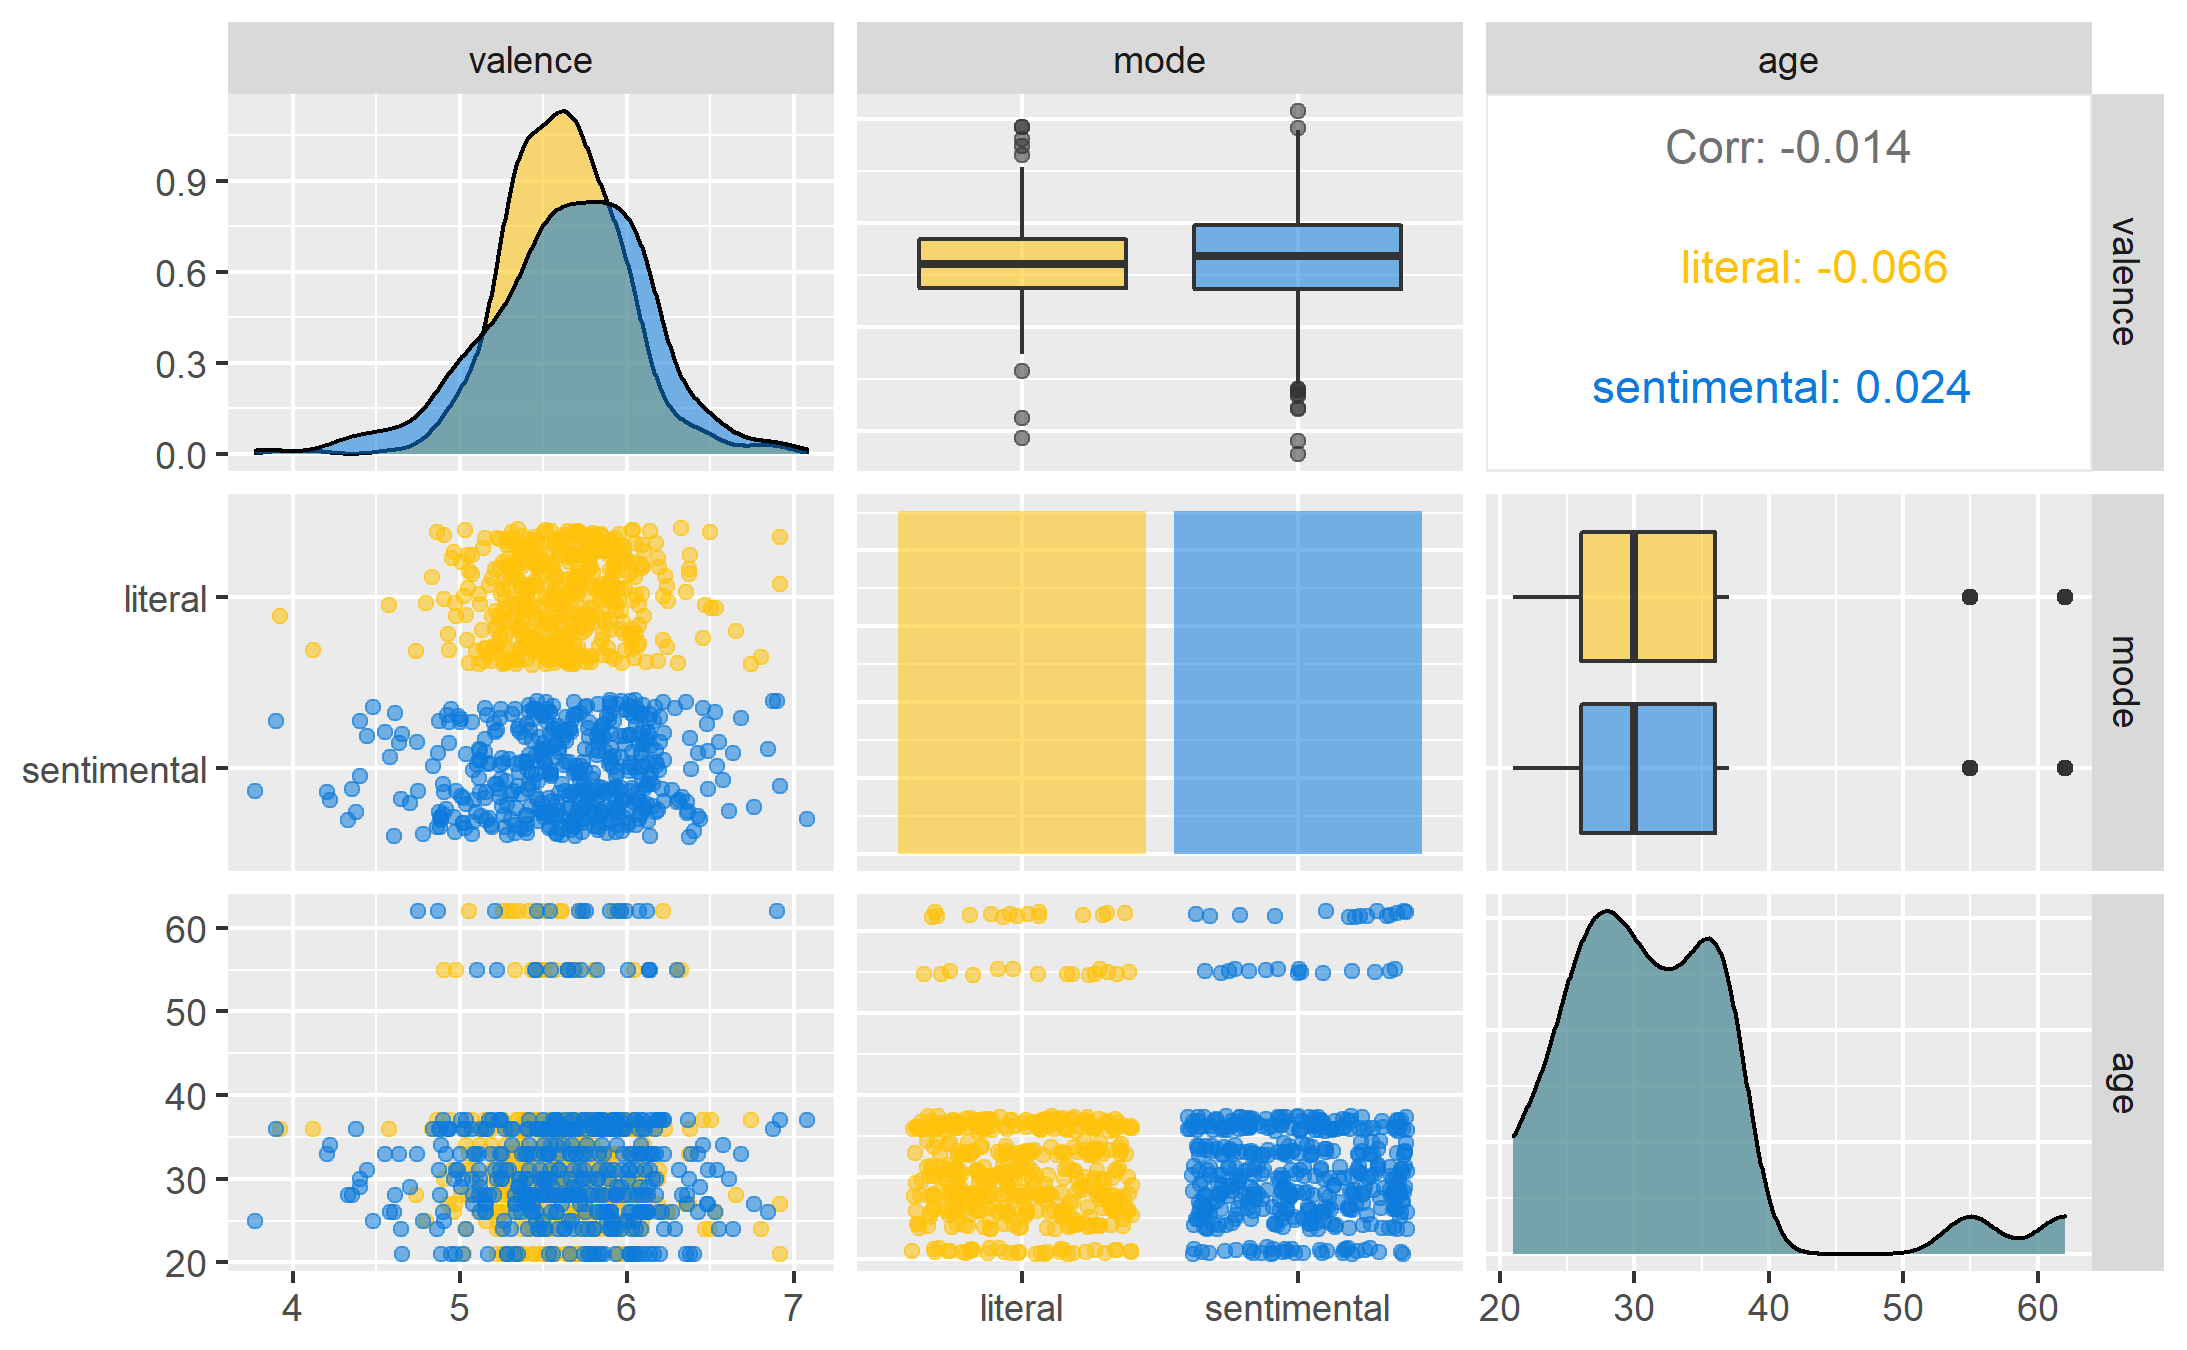 valence
mode
age
0.9
0.6
0.3
0.0
Corr: -0.014
literal: -0.066
sentimental: 0.024
valence
literal
sentimental
mode
60
50
40
30
20
age
4 5 6 7
literal sentimental
20 30 40 50 60